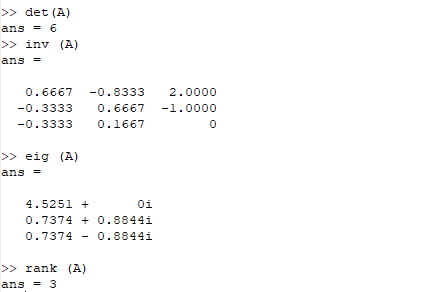 >> det(A)
ans = 6
>> inv (A)
ans =
0.6667 -0.8333 2.0000
-0.3333 0.6667 -1.0000
-0.3333 0.1667 0
>> eig (A)
ans =
4.5251 + 0i
0.7374 + 0.8844i
0.7374 - 0.8844i
>> rank (A)
ans = 3